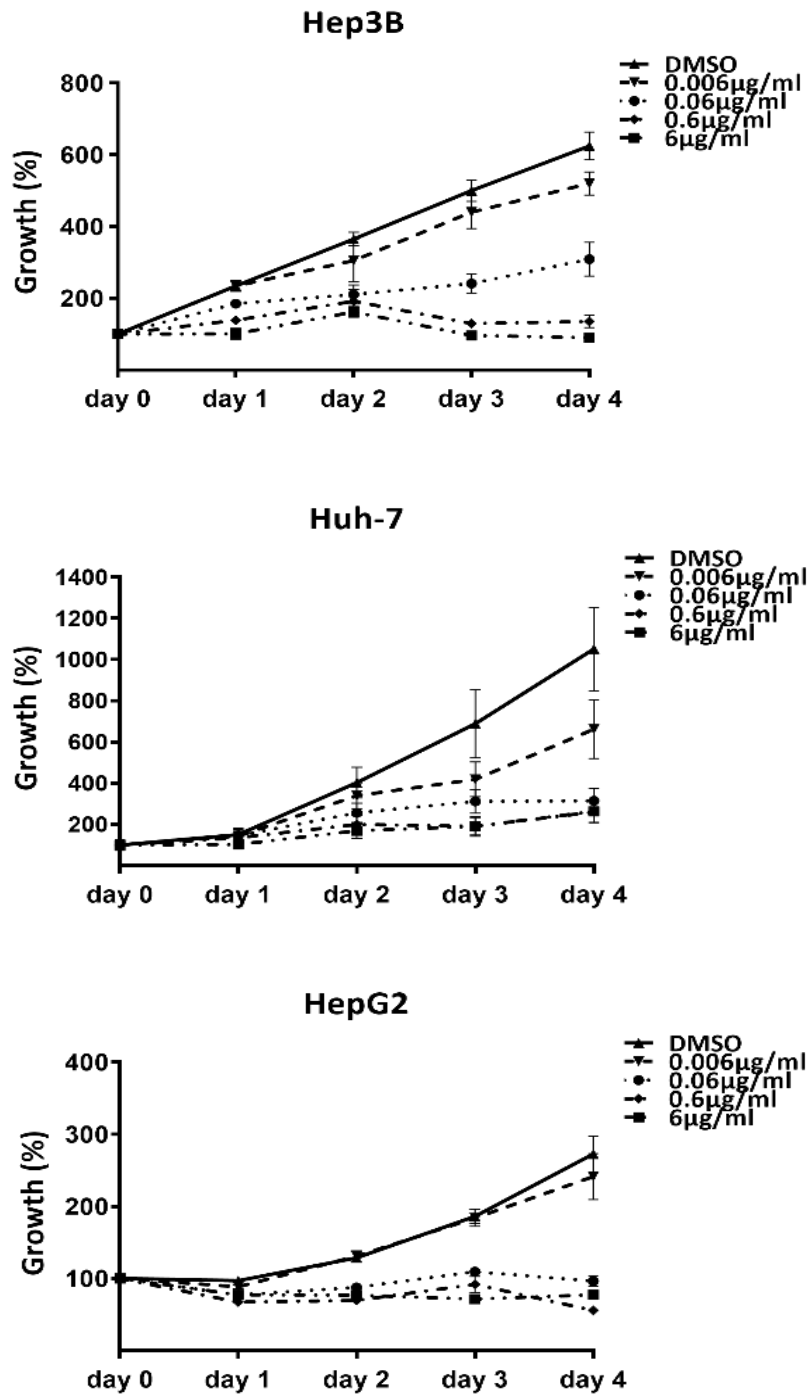 Hep3B
DMSO
0.006µg/ml
0.06µg/ml
0.6µg/ml
6µg/ml
800
600
400
200
Growth (%)
day 0 day 1 day 2 day 3 day 4
Huh-7
DMSO
0.006µg/ml
0.06µg/ml
0.6µg/ml
6µg/ml
1400
1200
1000
800
600
400
200
Growth (%)
day 0 day 1 day 2 day 3 day 4
HepG2
DMSO
0.006µg/ml
0.06µg/ml
0.6µg/ml
6µg/ml
400
300
200
100
Growth (%)
day 0 day 1 day 2 day 3 day 4